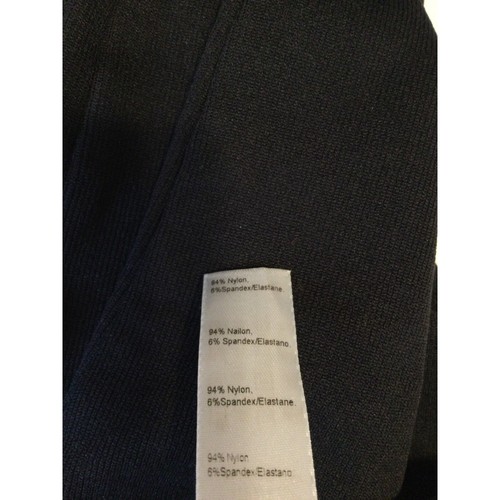 94% Nylon,
6%Spandex/Elastane.
94% Nailon,
6% Spandex/Elastano.
94% Nylon,
6%Spandex/Elastane.
94% Nylon
6%Spandex/Elastane.